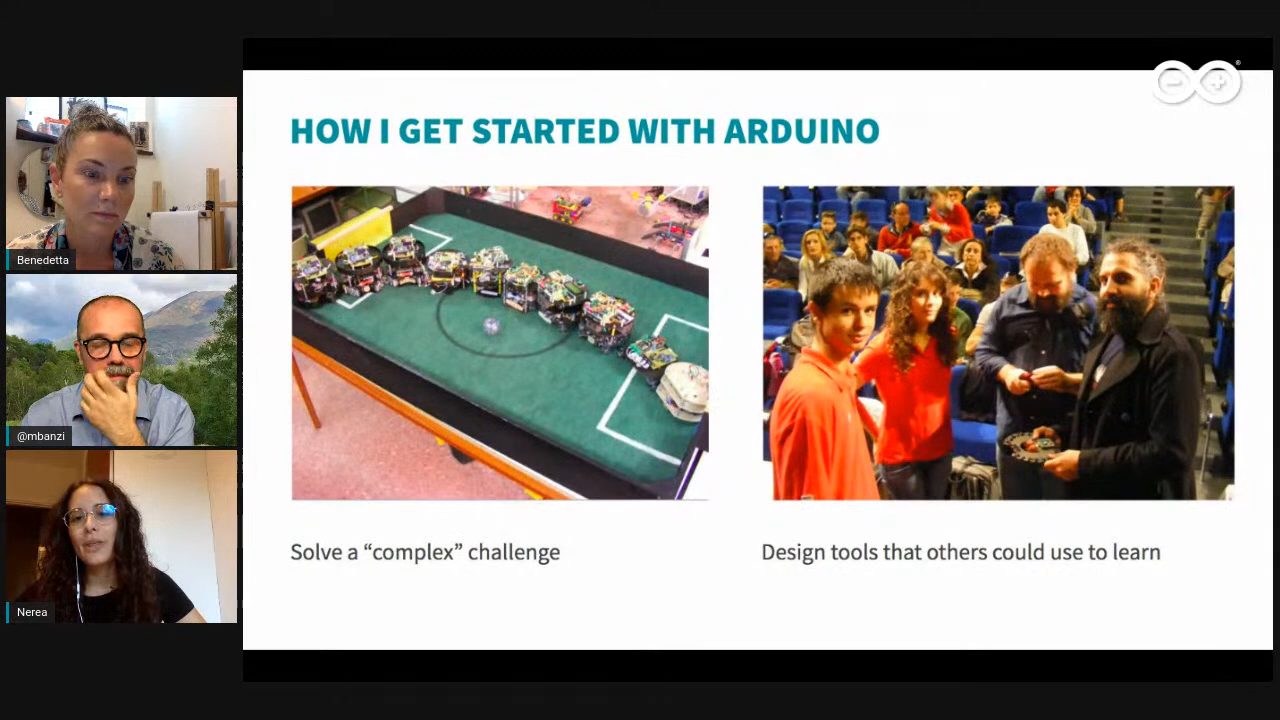 HOW I GET STARTED WITH ARDUINO
Benedetta
@mbanzi
Nerea
Solve a “complex” challenge
Design tools that others could use to learn